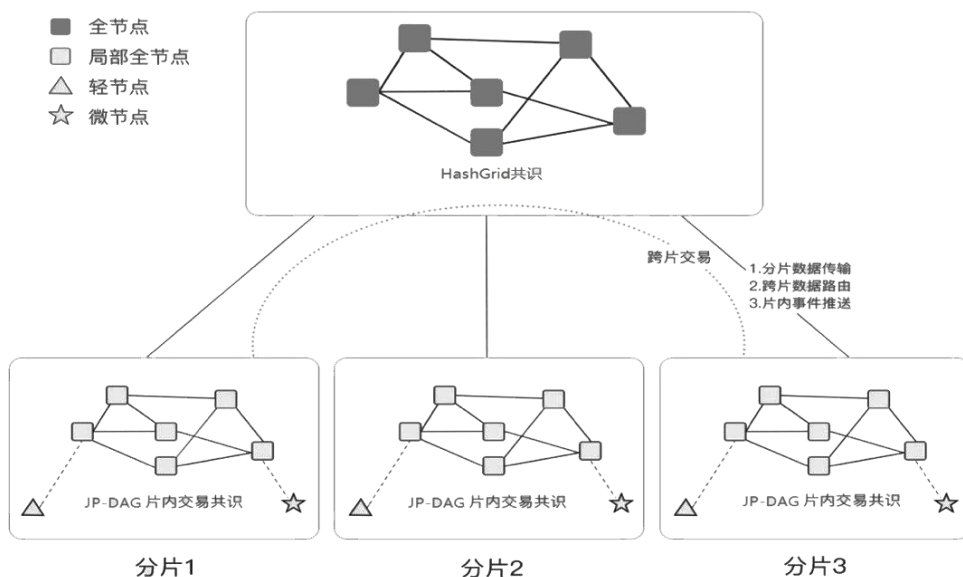 全节点
局部全节点
轻节点
微节点
HashGrid共识
跨片交易
1.分片数据传输
2.跨片数据路由
3.片内事件推送
JP-DAG 片内交易共识
JP-DAG 片内交易共识
JP-DAG 片内交易共识
分片1
分片2
分片3